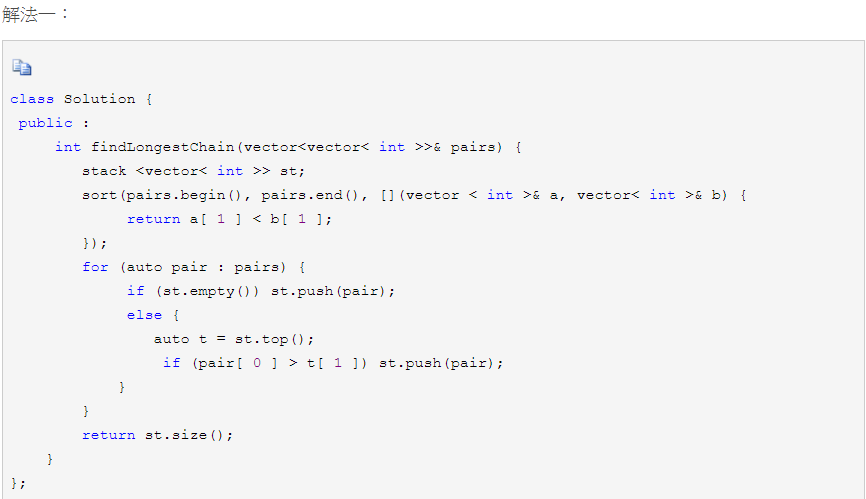 解法一：
class Solution {
 public :
     int findLongestChain(vector<vector< int >>& pairs) {
        stack <vector< int >> st;
        sort(pairs.begin(), pairs.end(), [](vector < int >& a, vector< int >& b) {
             return a[ 1 ] < b[ 1 ];
        });
        for (auto pair : pairs) {
             if (st.empty()) st.push(pair);
             else {
                auto t = st.top();
                 if (pair[ 0 ] > t[ 1 ]) st.push(pair);
            }
        }
        return st.size();
    }
};